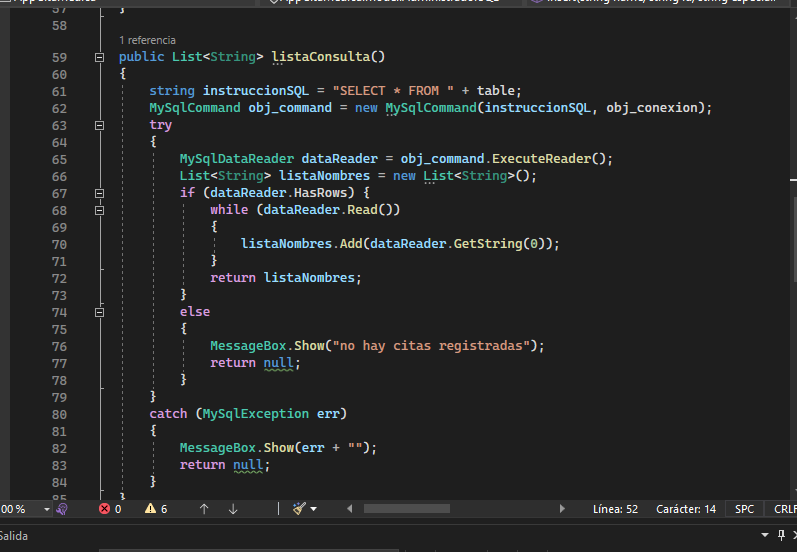 57 }
58
1 referencia
59 public List<String> listaConsulta()
60 {
61 string instruccionSQL = "SELECT * FROM " + table;
62 MySqlCommand obj_command = new MySqlCommand(instruccionSQL, obj_conexion);
63 try
64 {
65 MySqlDataReader dataReader = obj_command.ExecuteReader();
66 List<String> listaNombres = new List<String>();
67 if (dataReader.HasRows) {
68 while (dataReader.Read())
69 {
70 listaNombres.Add(dataReader.GetString(0));
71 }
72 return listaNombres;
73 }
74 else
75 {
76 MessageBox.Show("no hay citas registradas");
77 return null;
78 }
79 }
80 catch (MySqlException err)
81 {
82 MessageBox.Show(err + "");
83 return null;
84 }
85 }
00 % 0 6 Línea: 52 Carácter: 14 SPC CRLF
Salida